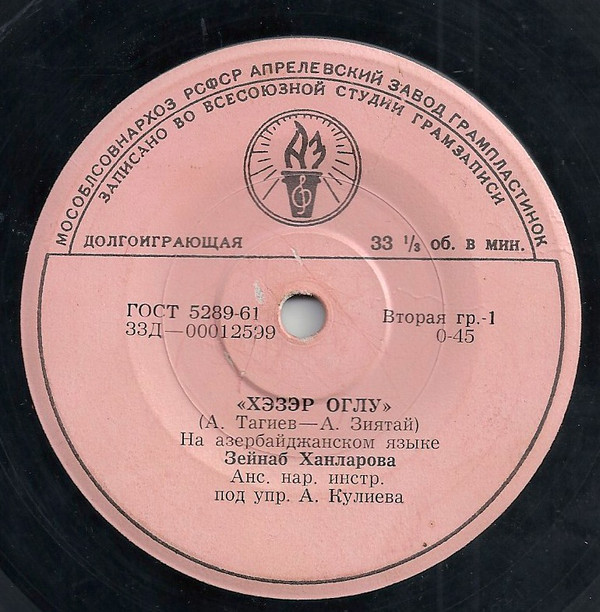 МОСОБЛСОВНАРХОЗ РСФСР АПРЕЛЕВСКИЙ ЗАВОД ГРАМПЛАСТИНОК
ЗАПИСАНО ВО ВСЕСОЮЗНОЙ СТУДИИ ГРАМЗАПИСИ
АЗ
ДОЛГОИГРАЮЩАЯ 33 ⅓ об. в мин.
ГОСТ 5289-61 Вторая гр.-1
33Д—00012599 0-45
«ХЭЗЭР ОГЛУ»
(А. Тагиев—А. Зиятай)
На азербайджанском языке
Зейнаб Ханларова
Анс. нар. инстр.
под упр. А. Кулиева